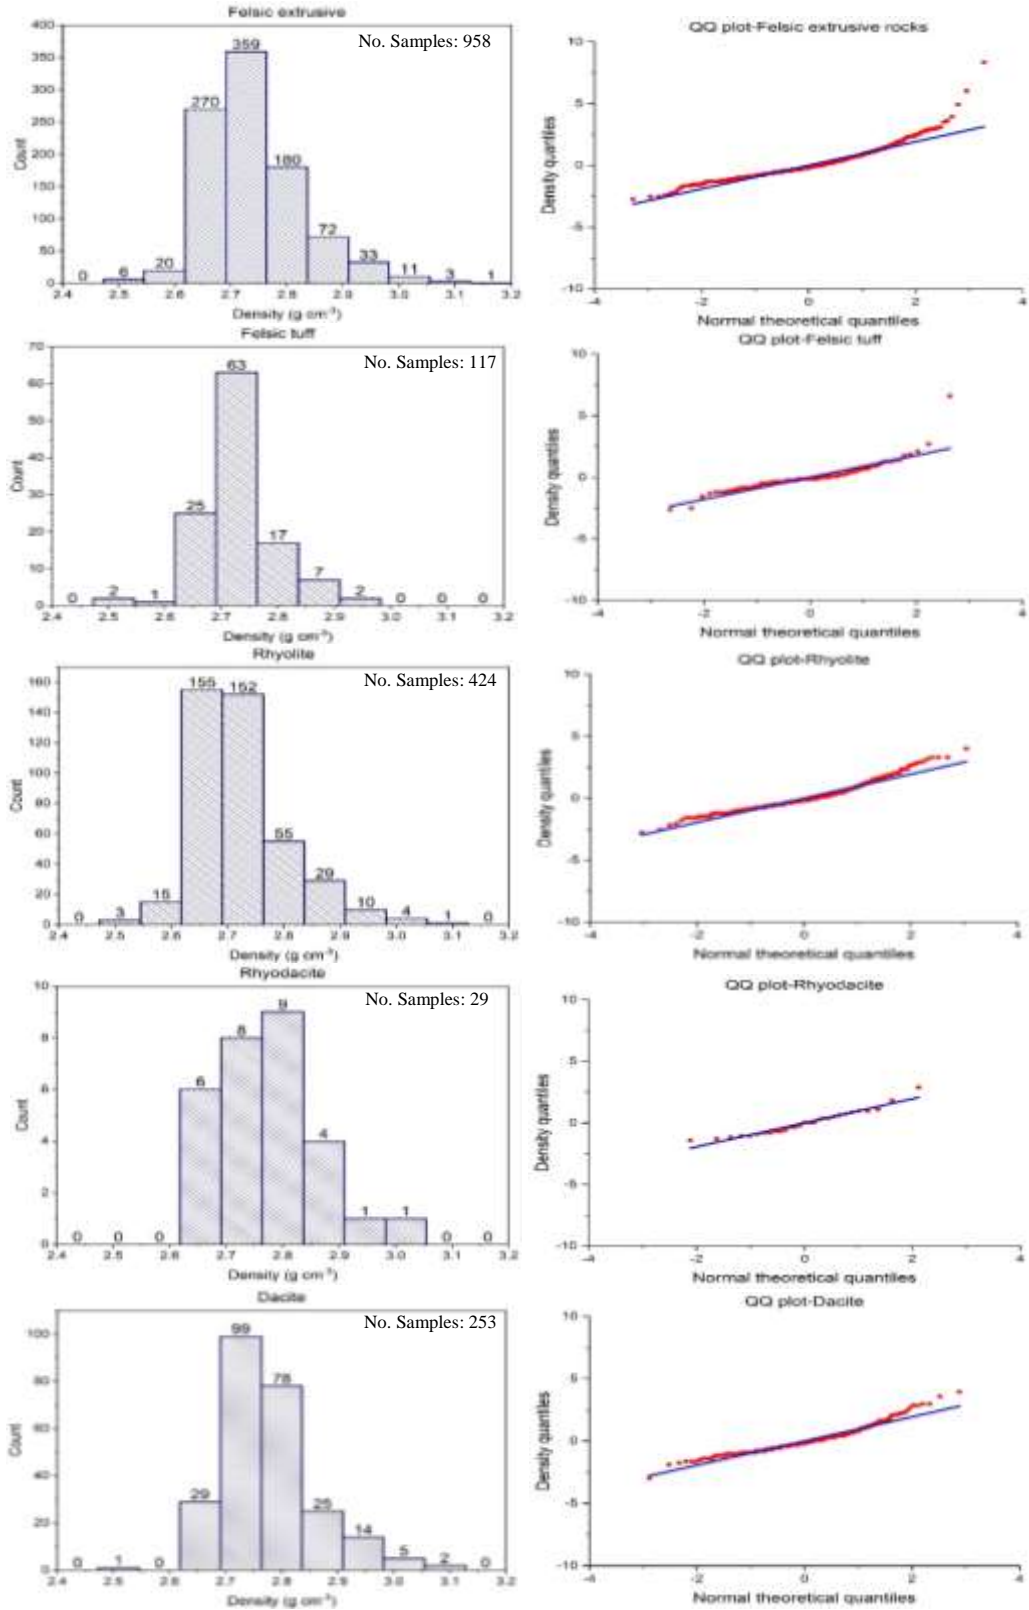 Felsic extrusive
No. Samples: 958
400
350
300
250
200
150
100
50
0
Count
0 6 20 270 359 180 72 33 11 3 1
2.4 2.5 2.6 2.7 2.8 2.9 3.0 3.1 3.2
Density (g cm⁻³)
QQ plot-Felsic extrusive rocks
10
5
0
-5
-10
Density quantiles
-4 -2 0 2 4
Normal theoretical quantiles
Felsic tuff
No. Samples: 117
70
60
50
40
30
20
10
0
Count
0 2 1 25 63 17 7 2 0 0 0
2.4 2.5 2.6 2.7 2.8 2.9 3.0 3.1 3.2
Density (g cm⁻³)
QQ plot-Felsic tuff
10
5
0
-5
-10
Density quantiles
-4 -2 0 2 4
Normal theoretical quantiles
Rhyolite
No. Samples: 424
160
140
120
100
80
60
40
20
0
Count
0 3 15 155 152 55 29 10 4 1 0
2.4 2.5 2.6 2.7 2.8 2.9 3.0 3.1 3.2
Density (g cm⁻³)
QQ plot-Rhyolite
10
5
0
-5
-10
Density quantiles
-4 -2 0 2 4
Normal theoretical quantiles
Rhyodacite
No. Samples: 29
10
8
6
4
2
0
Count
0 0 0 6 8 9 4 1 1 0 0
2.4 2.5 2.6 2.7 2.8 2.9 3.0 3.1 3.2
Density (g cm⁻³)
QQ plot-Rhyodacite
10
5
0
-5
-10
Density quantiles
-4 -2 0 2 4
Normal theoretical quantiles
Dacite
No. Samples: 253
100
80
60
40
20
0
Count
0 1 0 29 99 78 25 14 5 2 0
2.4 2.5 2.6 2.7 2.8 2.9 3.0 3.1 3.2
Density (g cm⁻³)
QQ plot-Dacite
10
5
0
-5
-10
Density quantiles
-4 -2 0 2 4
Normal theoretical quantiles